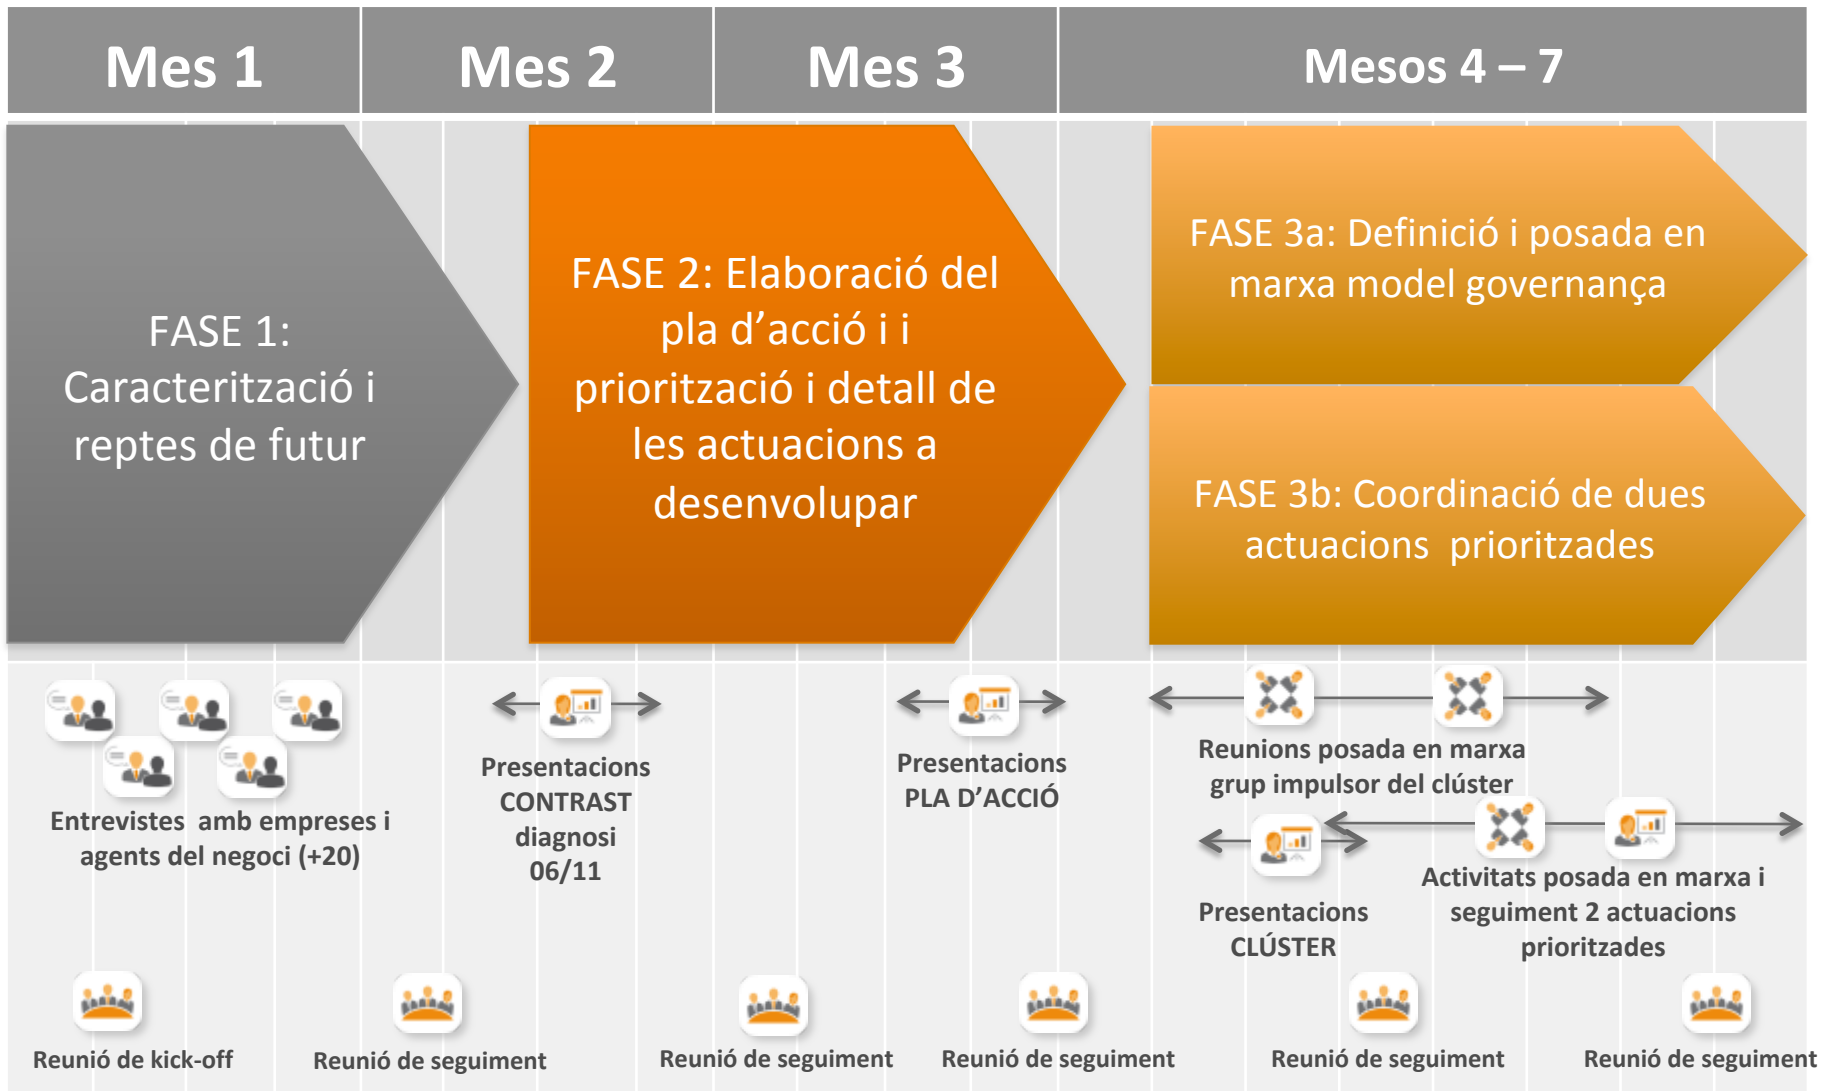 Mes 1
Mes 2
Mes 3
Mesos 4 – 7
FASE 1:
Caracterització i
reptes de futur
FASE 2: Elaboració del
pla d’acció i i
priorització i detall de
les actuacions a
desenvolupar
FASE 3a: Definició i posada en
marxa model governança
FASE 3b: Coordinació de dues
actuacions prioritzades
Entrevistes amb empreses i
agents del negoci (+20)
Presentacions
CONTRAST
diagnosi
06/11
Presentacions
PLA D’ACCIÓ
Reunions posada en marxa
grup impulsor del clúster
Presentacions
CLÚSTER
Activitats posada en marxa i
seguiment 2 actuacions
prioritzades
Reunió de kick-off
Reunió de seguiment
Reunió de seguiment
Reunió de seguiment
Reunió de seguiment
Reunió de seguiment